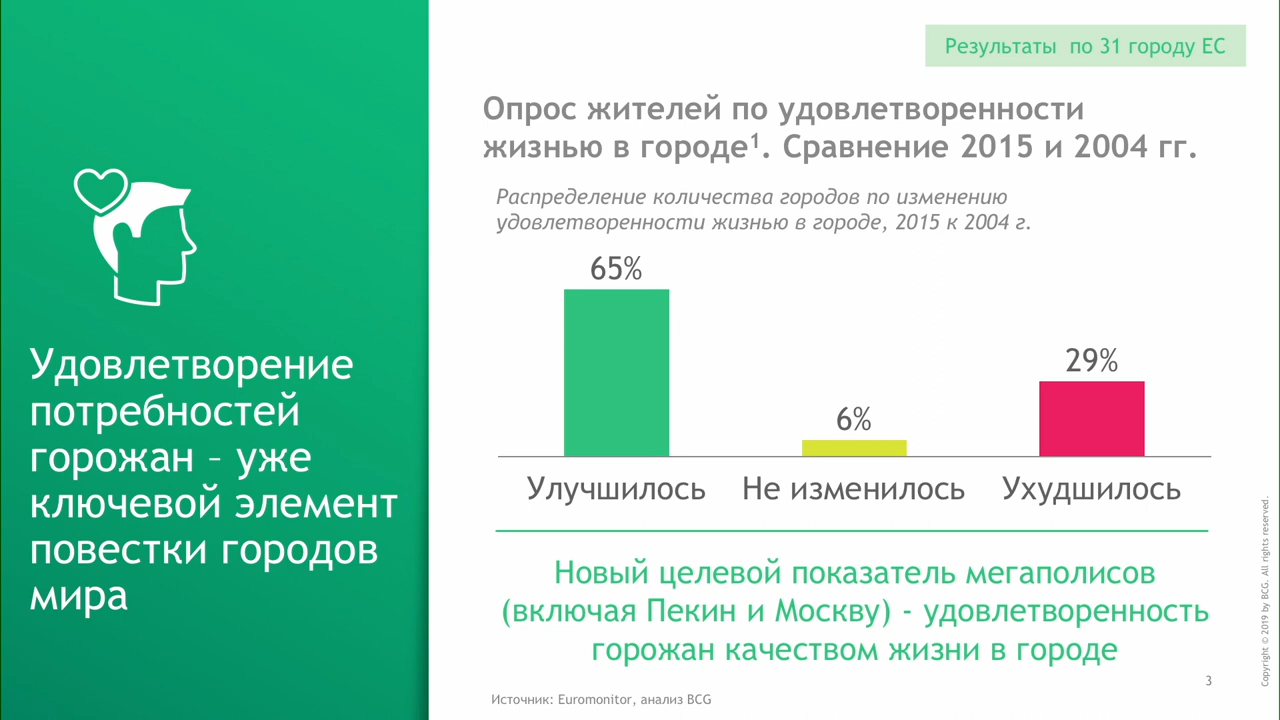 Результаты по 31 городу ЕС
Опрос жителей по удовлетворенности
жизнью в городе¹. Сравнение 2015 и 2004 гг.
Распределение количества городов по изменению
удовлетворенности жизнью в городе, 2015 к 2004 г.
65%
6%
29%
Улучшилось
Не изменилось
Ухудшилось
Удовлетворение
потребностей
горожан – уже
ключевой элемент
повестки городов
мира
Новый целевой показатель мегаполисов
(включая Пекин и Москву) - удовлетворенность
горожан качеством жизни в городе
Источник: Euromonitor, анализ BCG
3
Copyright © 2019 by BCG. All rights reserved.